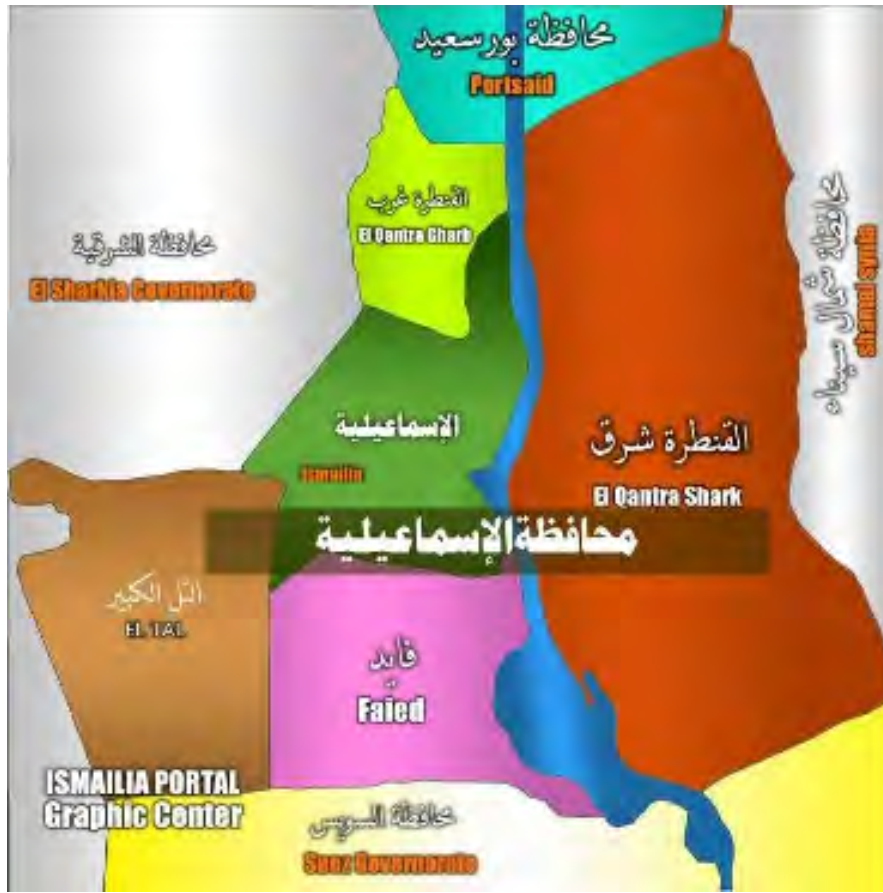 محافظة بور سعيد
Portsaid
القنطرة غرب
El Qantra Gharb
محافظة الشرقية
El Sharkia Governorate
محافظة شمال سيناء
shamal synia
الإسماعيلية
Ismailia
القنطرة شرق
El Qantra Shark
محافظة الإسماعيلية
التل الكبير
EL TAL
فايد
Faied
ISMAILIA PORTAL
Graphic Center
محافظة السويس
Suez Governorate